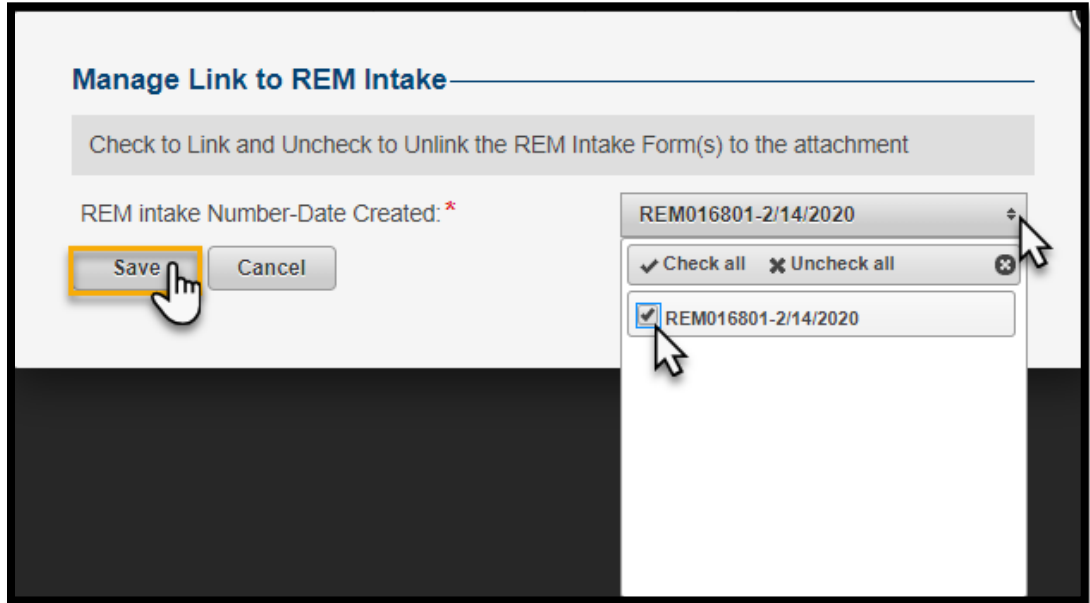 Manage Link to REM Intake
Check to Link and Uncheck to Unlink the REM Intake Form(s) to the attachment
REM intake Number-Date Created:*
REM016801-2/14/2020
Save
Cancel
Check all
Uncheck all
REM016801-2/14/2020